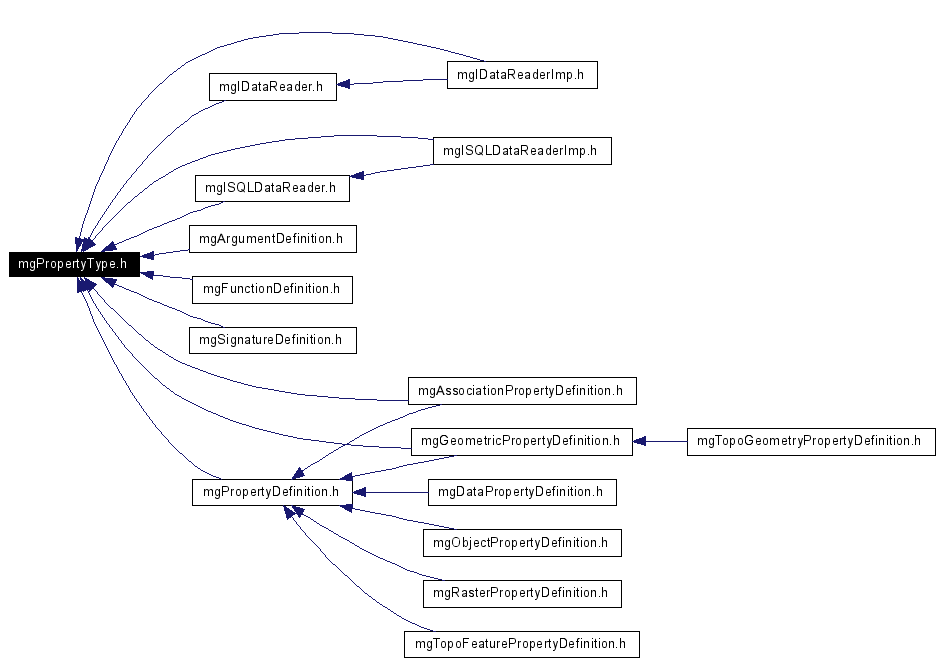 mgIDataReaderImp.h
mgIDataReader.h
mgISQLDataReaderImp.h
mgISQLDataReader.h
mgArgumentDefinition.h
mgPropertyType.h
mgFunctionDefinition.h
mgSignatureDefinition.h
mgAssociationPropertyDefinition.h
mgGeometricPropertyDefinition.h
mgTopoGeometryPropertyDefinition.h
mgPropertyDefinition.h
mgDataPropertyDefinition.h
mgObjectPropertyDefinition.h
mgRasterPropertyDefinition.h
mgTopoFeaturePropertyDefinition.h